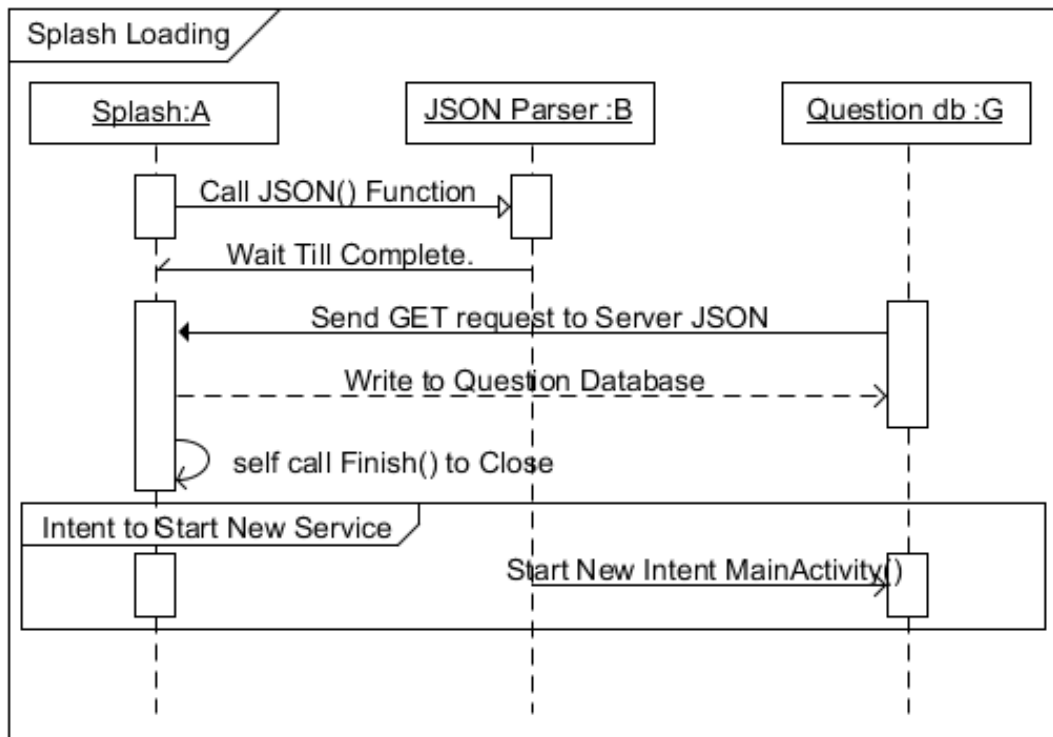 Splash Loading
Splash:A
JSON Parser :B
Question db :G
Call JSON() Function
Wait Till Complete.
Send GET request to Server JSON
Write to Question Database
self call Finish() to Close
Intent to Start New Service
Start New Intent MainActivity()